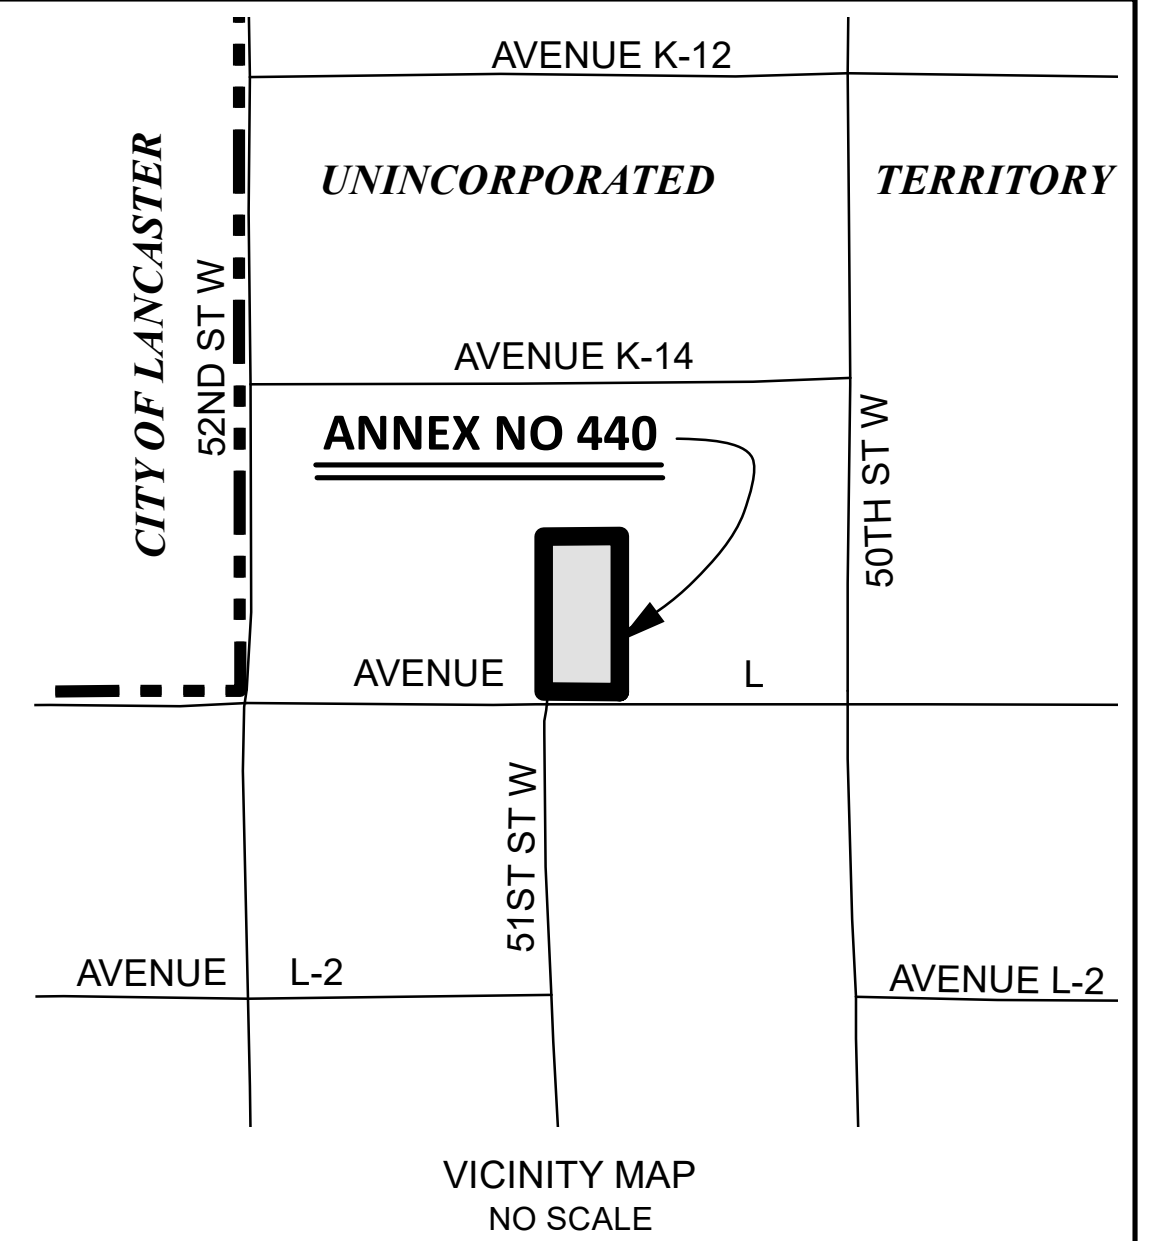 AVENUE K-12
UNINCORPORATED TERRITORY
CITY OF LANCASTER
52ND ST W
AVENUE K-14
ANNEX NO 440
50TH ST W
AVENUE L
51ST ST W
AVENUE L-2
AVENUE L-2
VICINITY MAP
NO SCALE